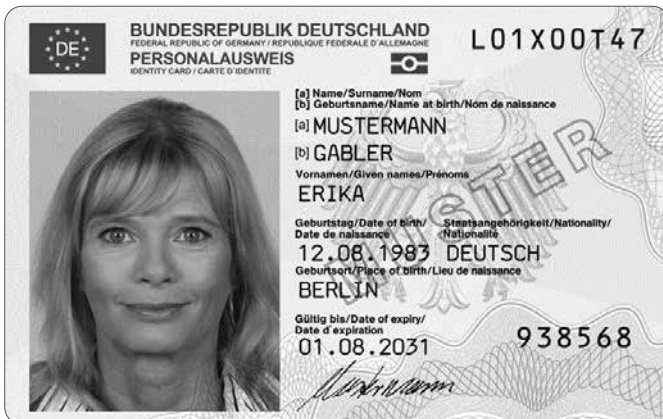 DE
BUNDESREPUBLIK DEUTSCHLAND
FEDERAL REPUBLIC OF GERMANY / REPUBLIQUE FEDERALE D'ALLEMAGNE
PERSONALAUSWEIS
IDENTITY CARD / CARTE D'IDENTITE
L01X00T47
[a] Name/Surname/Nom
[b] Geburtsname/Name at birth/Nom de naissance
[a] MUSTERMANN
[b] GABLER
Vornamen/Given names/Prénoms
ERIKA
Geburtstag/Date of birth/ Staatsangehörigkeit/Nationality/
Date de naissance Nationalité
12.08.1983 DEUTSCH
Geburtsort/Place of birth/Lieu de naissance
BERLIN
Gültig bis/Date of expiry/
Date d'expiration
01.08.2031
938568
Mustermann
MUSTER